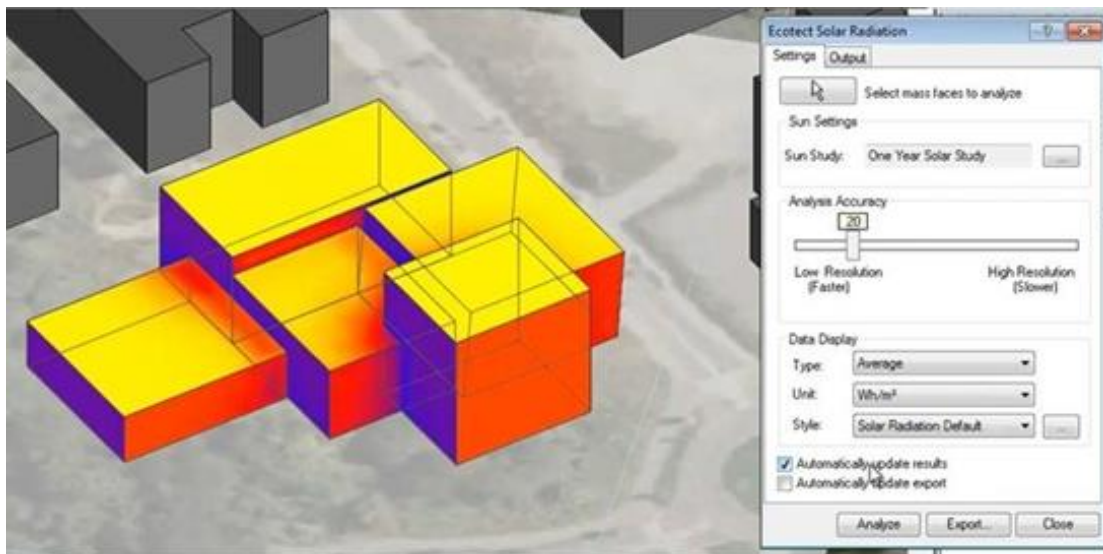 Ecotect Solar Radiation
Settings Output
Select mass faces to analyze
Sun Settings
Sun Study: One Year Solar Study ...
Analysis Accuracy
20
Low Resolution High Resolution
(Faster) (Slower)
Data Display
Type: Average
Unit: Wh/m²
Style: Solar Radiation Default ...
Automatically update results
Automatically update export
Analyze Export... Close